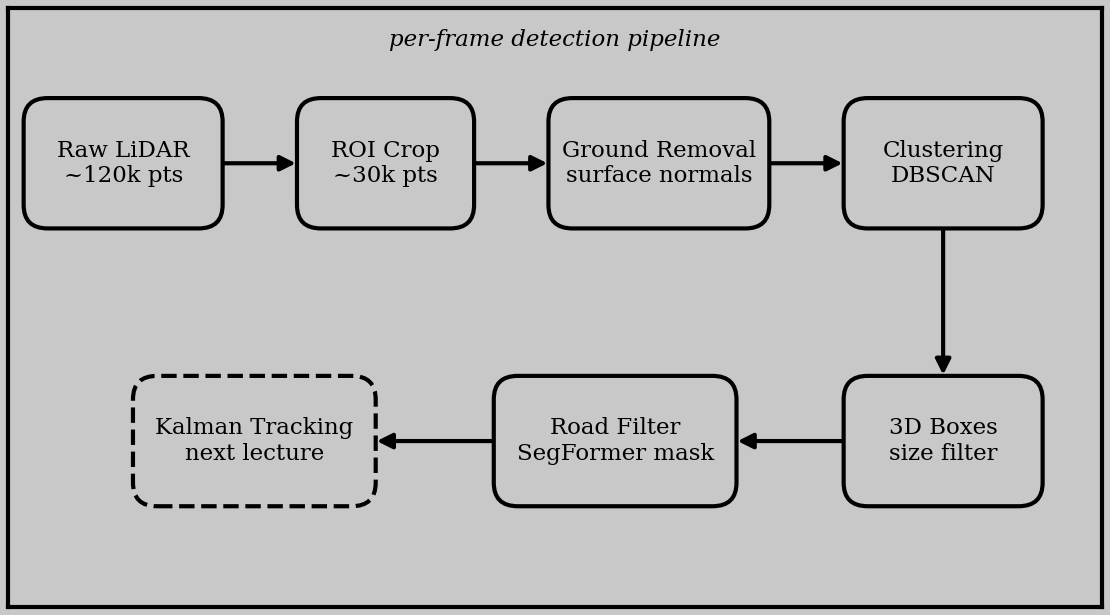 per-frame detection pipeline
Raw LiDAR
~120k pts
ROI Crop
~30k pts
Ground Removal
surface normals
Clustering
DBSCAN
3D Boxes
size filter
Road Filter
SegFormer mask
Kalman Tracking
next lecture